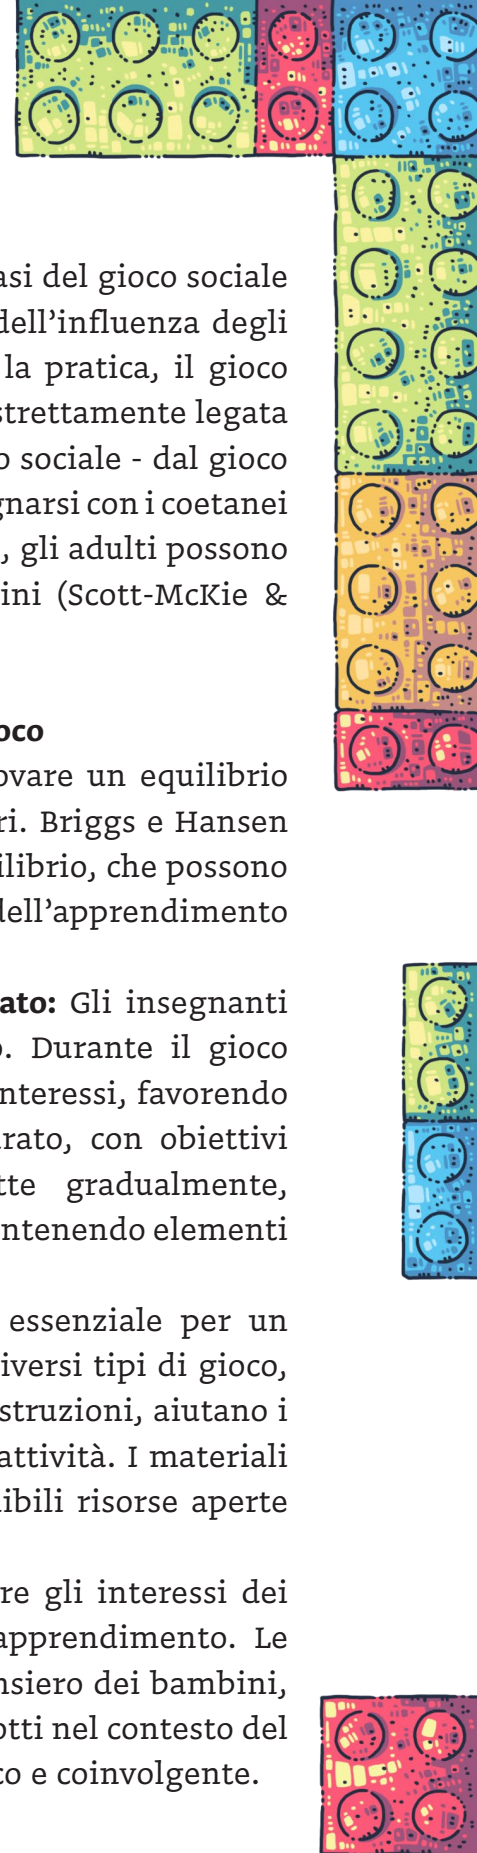 asi del gioco sociale
dell’influenza degli
la pratica, il gioco
strettamente legata
o sociale - dal gioco
gnarsi con i coetanei
, gli adulti possono
ini (Scott-McKie &
oco
ovare un equilibrio
ri. Briggs e Hansen
ilibrio, che possono
dell’apprendimento
ato: Gli insegnanti
o. Durante il gioco
nteressi, favorendo
urato, con obiettivi
tte gradualmente,
antenendo elementi
essenziale per un
iversi tipi di gioco,
struzioni, aiutano i
attività. I materiali
ibili risorse aperte
re gli interessi dei
apprendimento. Le
nsiero dei bambini,
otti nel contesto del
co e coinvolgente.